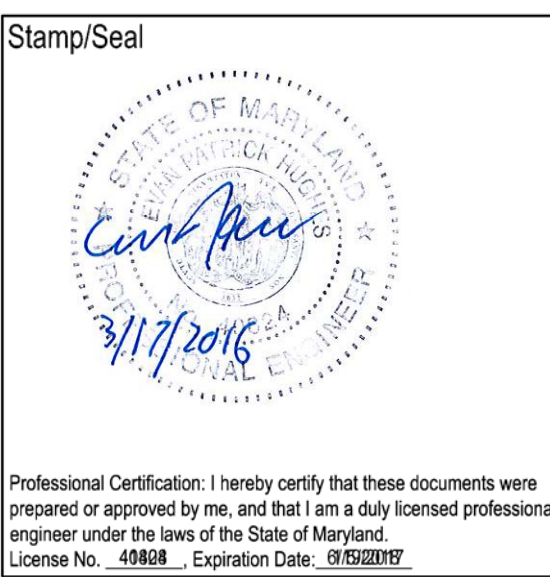 Stamp/Seal
STATE OF MARYLAND
EVAN PATRICK HUGHES
PROFESSIONAL ENGINEER
3/17/2016
Professional Certification: I hereby certify that these documents were
prepared or approved by me, and that I am a duly licensed professiona
engineer under the laws of the State of Maryland.
License No. , Expiration Date: